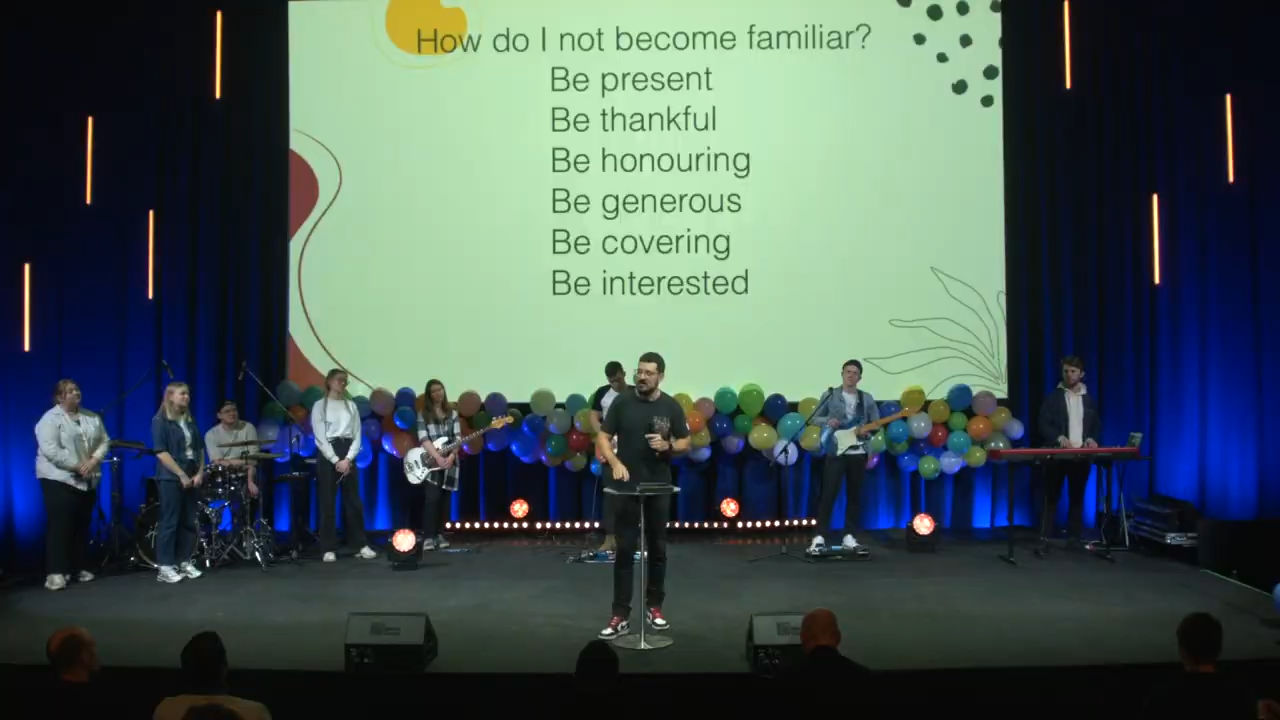 How do I not become familiar?
Be present
Be thankful
Be honouring
Be generous
Be covering
Be interested